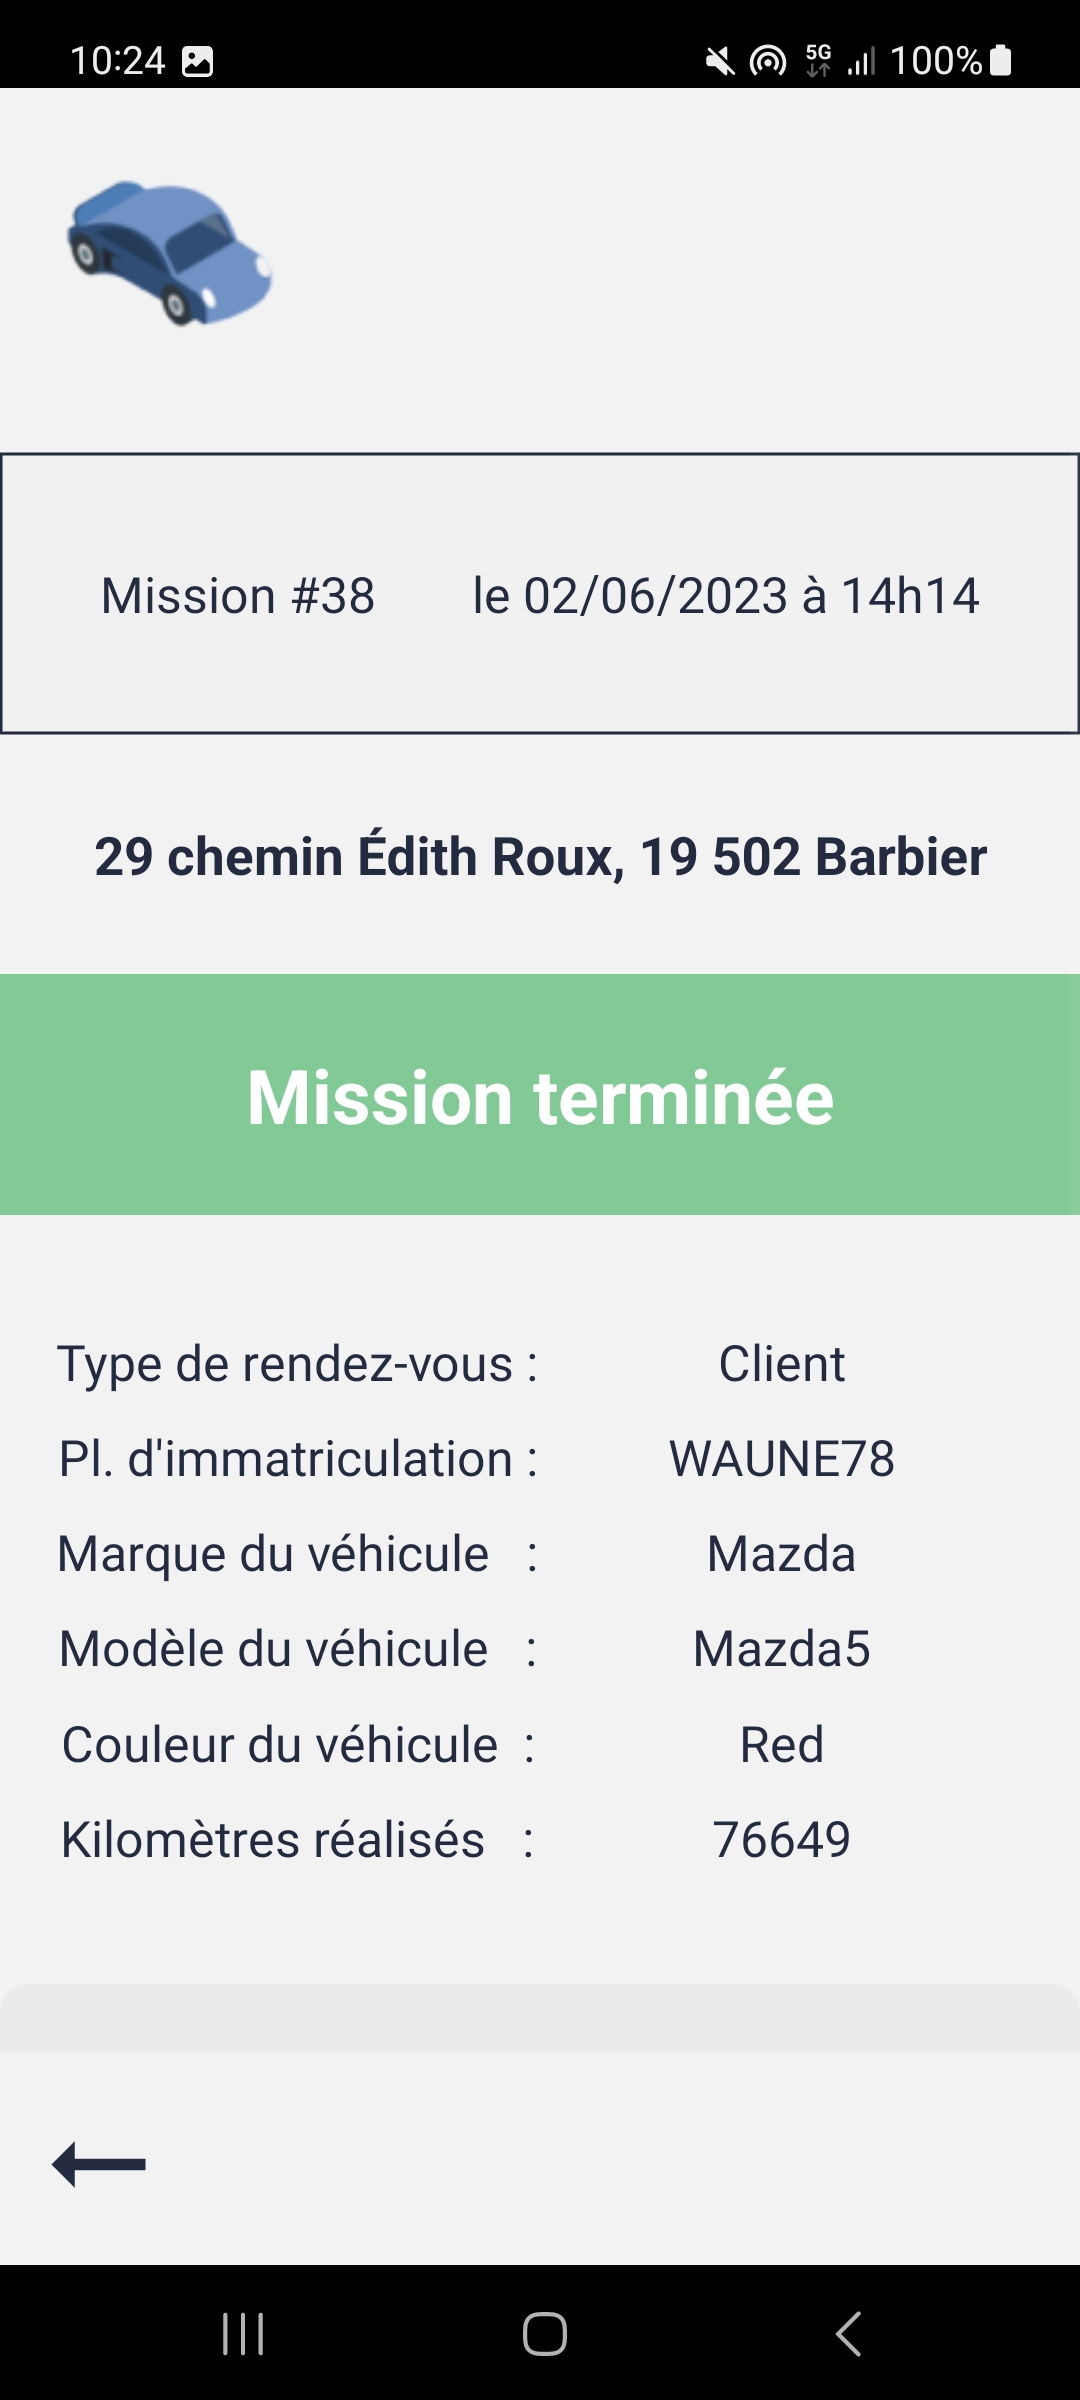 10:24 5G 100%
Mission #38 le 02/06/2023 à 14h14
29 chemin Édith Roux, 19 502 Barbier
Mission terminée
Type de rendez-vous : Client
Pl. d'immatriculation : WAUNE78
Marque du véhicule : Mazda
Modèle du véhicule : Mazda5
Couleur du véhicule : Red
Kilomètres réalisés : 76649